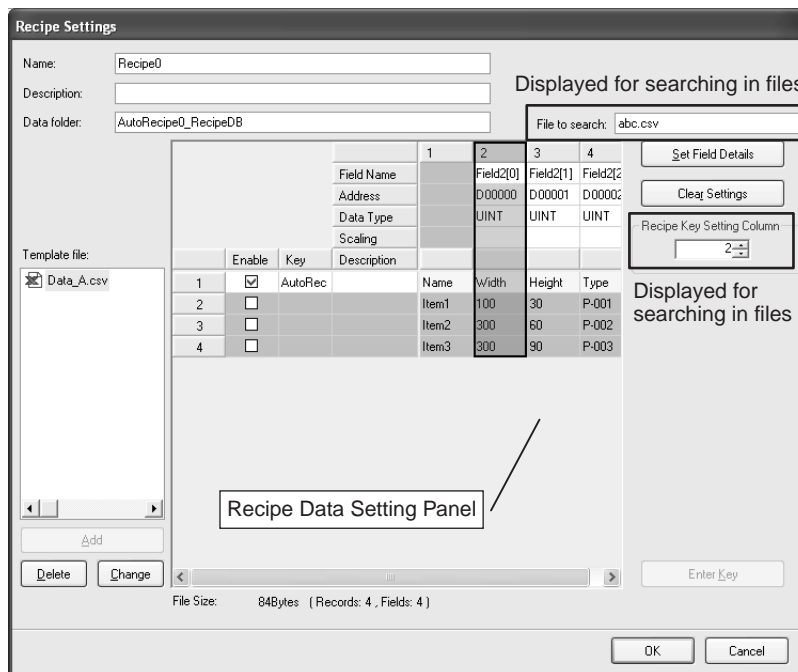 Recipe Settings
Name: Recipe0
Description:
Displayed for searching in files
Data folder: AutoRecipe0_RecipeDB
File to search: abc.csv
1 2 3 4
Set Field Details
Field Name Field2[0] Field2[1] Field2[2
Address D00000 D00001 D00002
Clear Settings
Data Type UINT UINT UINT
Scaling
Recipe Key Setting Column
2
Template file:
Enable Key Description
Data_A.csv
1 AutoRec Name Width Height Type
2 Item1 100 30 P-001
3 Item2 300 60 P-002
4 Item3 300 90 P-003
Displayed for
searching in files
Recipe Data Setting Panel
Add
Delete Change
Enter Key
File Size: 84Bytes ( Records: 4 , Fields: 4 )
OK Cancel